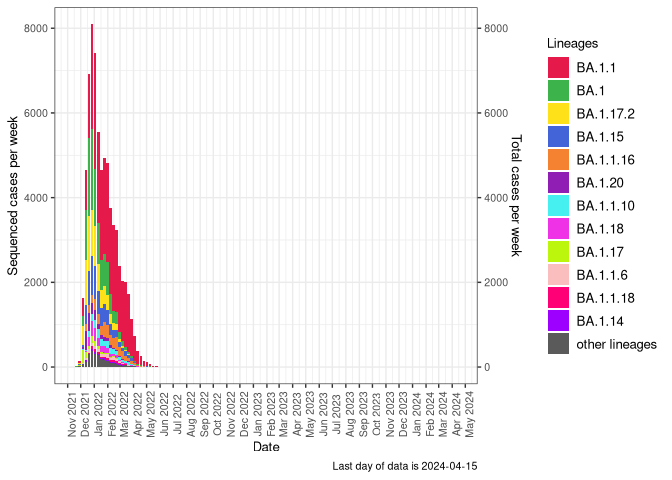 Sequenced cases per week
8000
6000
4000
2000
0
8000
6000
4000
2000
0
Total cases per week
Nov 2021
Dec 2021
Jan 2022
Feb 2022
Mar 2022
Apr 2022
May 2022
Jun 2022
Jul 2022
Aug 2022
Sep 2022
Oct 2022
Nov 2022
Dec 2022
Jan 2023
Feb 2023
Mar 2023
Apr 2023
May 2023
Jun 2023
Jul 2023
Aug 2023
Sep 2023
Oct 2023
Nov 2023
Dec 2023
Jan 2024
Feb 2024
Mar 2024
Apr 2024
May 2024
Date
Last day of data is 2024-04-15
Lineages
BA.1.1
BA.1
BA.1.17.2
BA.1.15
BA.1.1.16
BA.1.20
BA.1.1.10
BA.1.18
BA.1.17
BA.1.1.6
BA.1.1.18
BA.1.14
other lineages